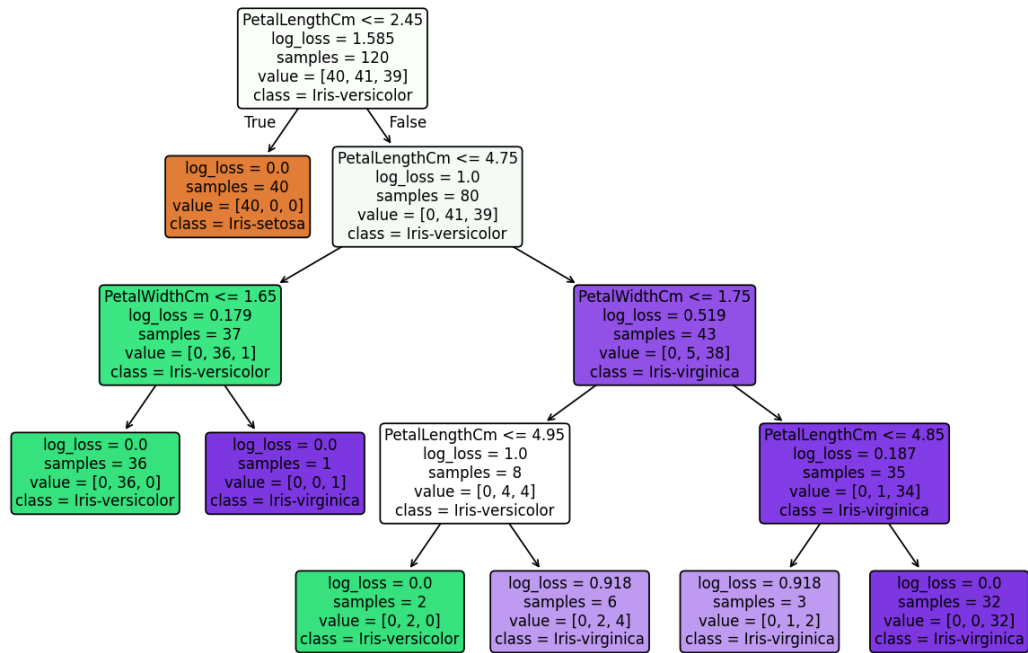 PetalLengthCm <= 2.45
log_loss = 1.585
samples = 120
value = [40, 41, 39]
class = Iris-versicolor
True
False
log_loss = 0.0
samples = 40
value = [40, 0, 0]
class = Iris-setosa
PetalLengthCm <= 4.75
log_loss = 1.0
samples = 80
value = [0, 41, 39]
class = Iris-versicolor
PetalWidthCm <= 1.65
log_loss = 0.179
samples = 37
value = [0, 36, 1]
class = Iris-versicolor
PetalWidthCm <= 1.75
log_loss = 0.519
samples = 43
value = [0, 5, 38]
class = Iris-virginica
log_loss = 0.0
samples = 36
value = [0, 36, 0]
class = Iris-versicolor
log_loss = 0.0
samples = 1
value = [0, 0, 1]
class = Iris-virginica
PetalLengthCm <= 4.95
log_loss = 1.0
samples = 8
value = [0, 4, 4]
class = Iris-versicolor
PetalLengthCm <= 4.85
log_loss = 0.187
samples = 35
value = [0, 1, 34]
class = Iris-virginica
log_loss = 0.0
samples = 2
value = [0, 2, 0]
class = Iris-versicolor
log_loss = 0.918
samples = 6
value = [0, 2, 4]
class = Iris-virginica
log_loss = 0.918
samples = 3
value = [0, 1, 2]
class = Iris-virginica
log_loss = 0.0
samples = 32
value = [0, 0, 32]
class = Iris-virginica